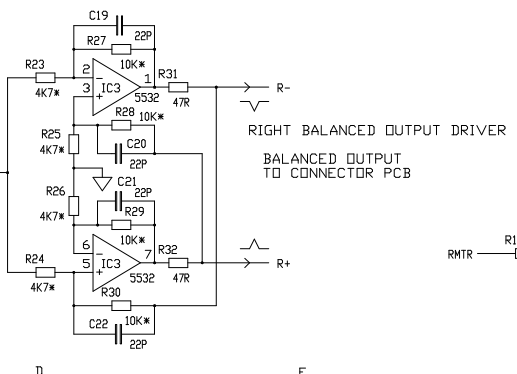 C19
22P
R27
10K*
R23
4K7*
2
3
1
IC3
5532
R31
47R
R-
R28
10K*
R25
4K7*
C20
22P
RIGHT BALANCED OUTPUT DRIVER
BALANCED OUTPUT
TO CONNECTOR PCB
C21
22P
R26
4K7*
R29
10K*
R24
4K7*
6
5
7
IC3
5532
R32
47R
R+
RMTR
R1
R30
10K*
C22
22P
D